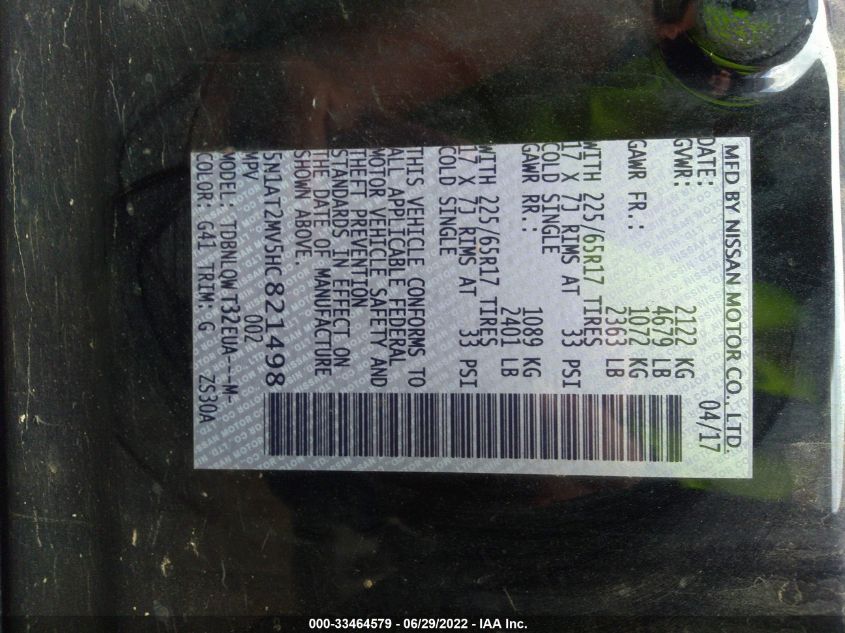 MFD BY NISSAN MOTOR CO., LTD.
DATE: 04/17
GVWR: 2122 KG
4679 LB
GAWR FR.: 1072 KG
2363 LB
WITH 225/65R17 TIRES
17 X 7J RIMS AT 33 PSI
COLD SINGLE
GAWR RR.: 1089 KG
2401 LB
WITH 225/65R17 TIRES
17 X 7J RIMS AT 33 PSI
COLD SINGLE
THIS VEHICLE CONFORMS TO
ALL APPLICABLE FEDERAL
MOTOR VEHICLE SAFETY AND
THEFT PREVENTION
STANDARDS IN EFFECT ON
THE DATE OF MANUFACTURE
SHOWN ABOVE.
5N1AT2MV5HC821498
MPV 002
MODEL: TDBNLQWT32EUA---M-
COLOR: G41 TRIM: G ZS30A
000-33464579 - 06/29/2022 - IAA Inc.